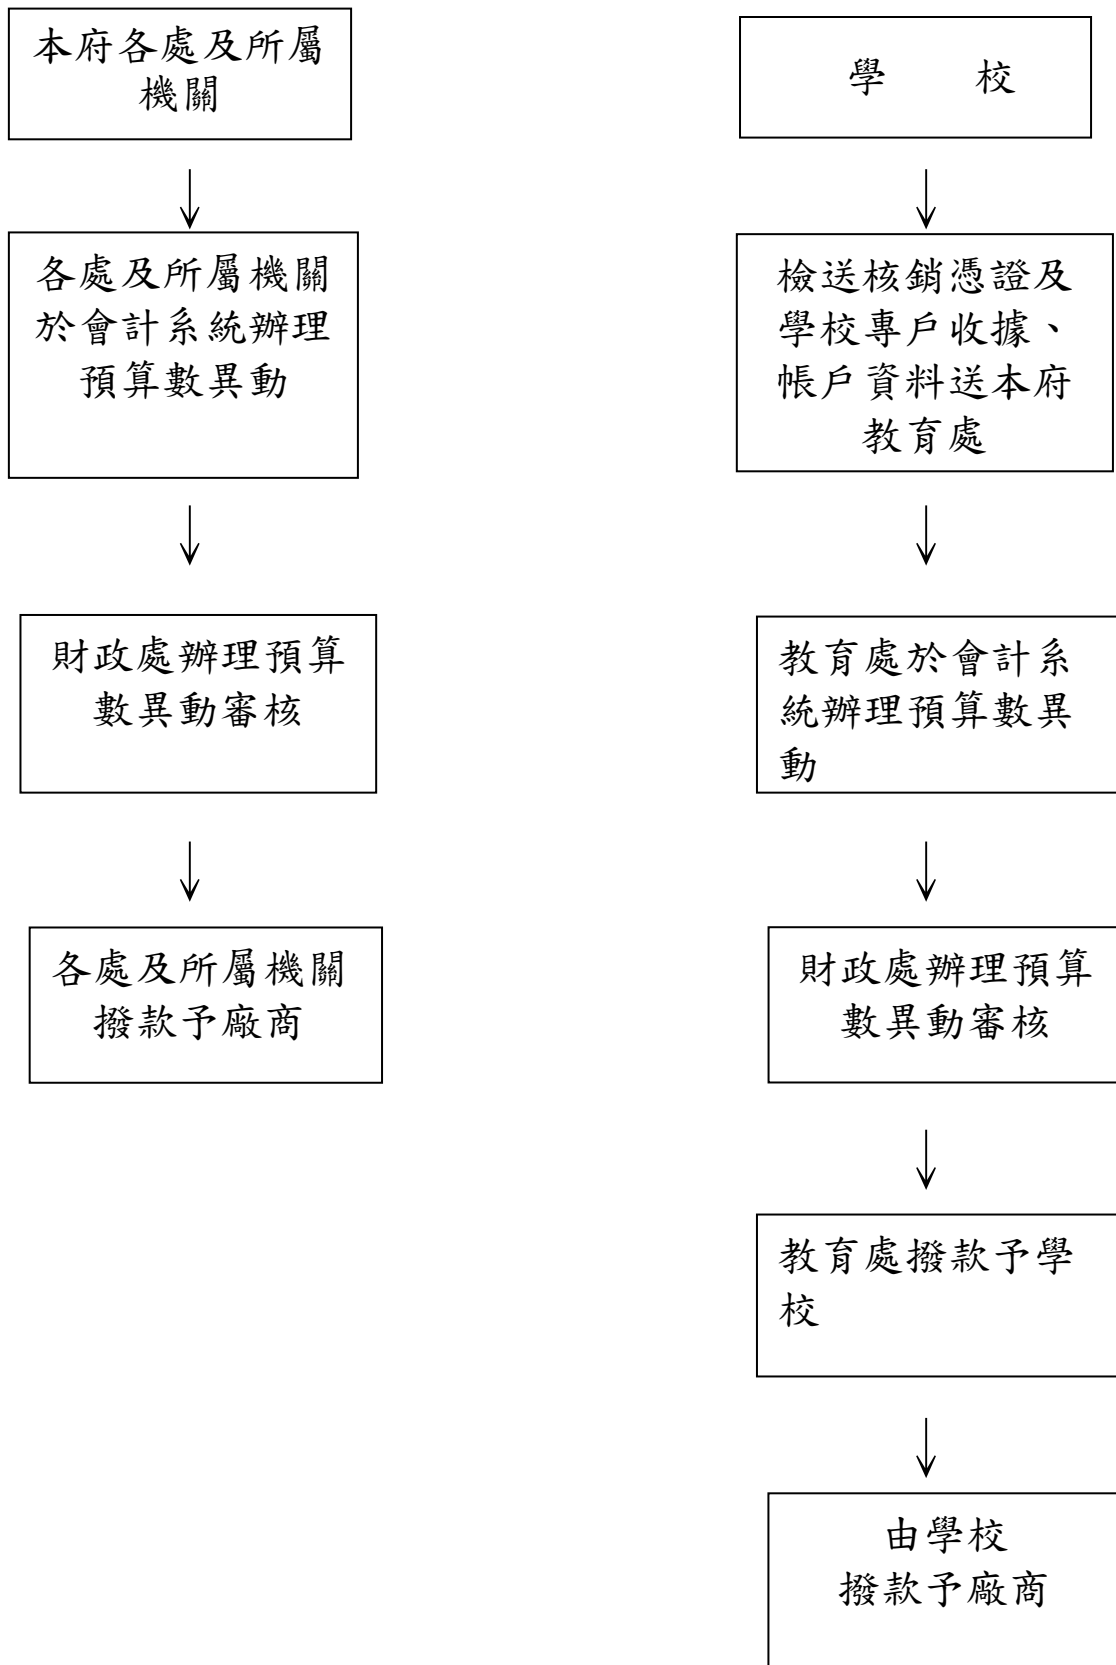 本府各處及所屬
機關
各處及所屬機關
於會計系統辦理
預算數異動
財政處辦理預算
數異動審核
各處及所屬機關
撥款予廠商
學　　校
檢送核銷憑證及
學校專戶收據、
帳戶資料送本府
教育處
教育處於會計系
統辦理預算數異
動
財政處辦理預算
數異動審核
教育處撥款予學
校
由學校
撥款予廠商